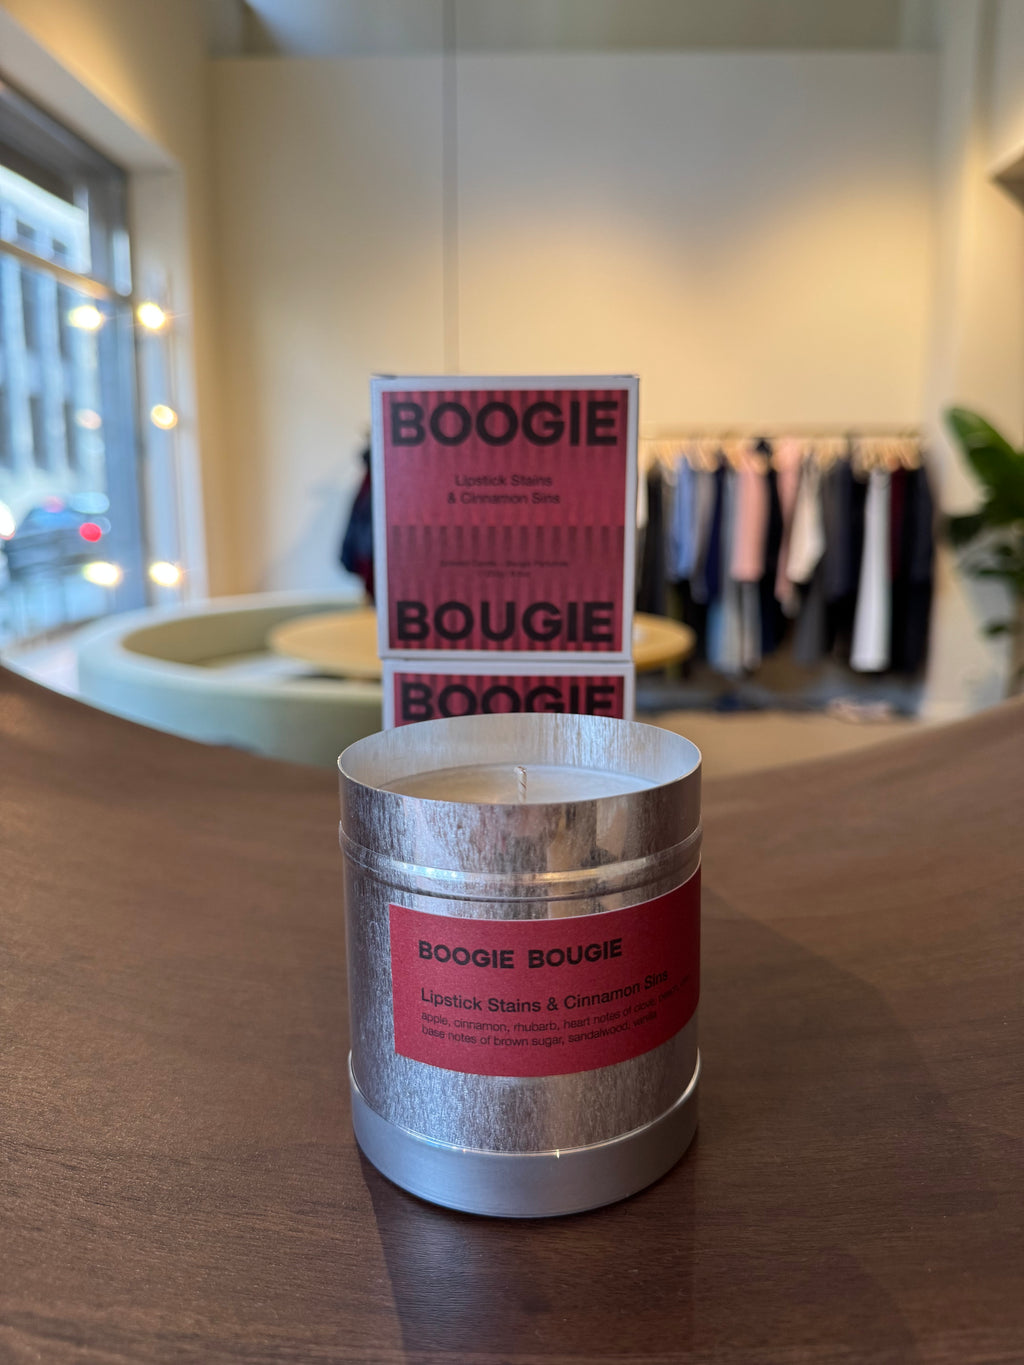 BOOGIE
Lipstick Stains
& Cinnamon Sins
BOUGIE
BOOGIE
BOOGIE BOUGIE
Lipstick Stains & Cinnamon Sins
apple, cinnamon, rhubarb, heart notes of clove,
base notes of brown sugar, sandalwood, vanilla